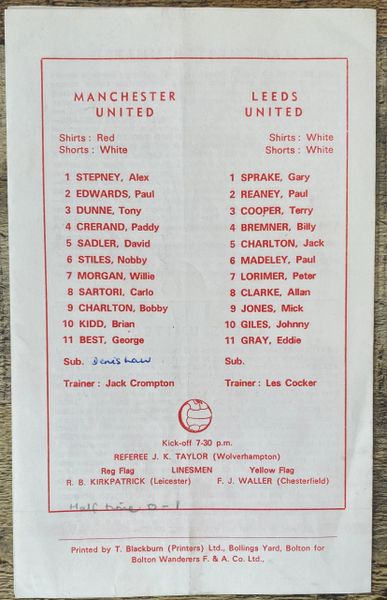 MANCHESTER UNITED
LEEDS UNITED
Shirts : Red
Shorts : White
Shirts : White
Shorts : White
1 STEPNEY, Alex
2 EDWARDS, Paul
3 DUNNE, Tony
4 CRERAND, Paddy
5 SADLER, David
6 STILES, Nobby
7 MORGAN, Willie
8 SARTORI, Carlo
9 CHARLTON, Bobby
10 KIDD, Brian
11 BEST, George
Sub. Denis Law
Trainer : Jack Crompton
1 SPRAKE, Gary
2 REANEY, Paul
3 COOPER, Terry
4 BREMNER, Billy
5 CHARLTON, Jack
6 MADELEY, Paul
7 LORIMER, Peter
8 CLARKE, Allan
9 JONES, Mick
10 GILES, Johnny
11 GRAY, Eddie
Sub.
Trainer : Les Cocker
Kick-off 7-30 p.m.
REFEREE J. K. TAYLOR (Wolverhampton)
Reg Flag LINESMEN Yellow Flag
R. B. KIRKPATRICK (Leicester) F. J. WALLER (Chesterfield)
Half time 0-1
Printed by T. Blackburn (Printers) Ltd., Bollings Yard, Bolton for
Bolton Wanderers F. & A. Co. Ltd.,